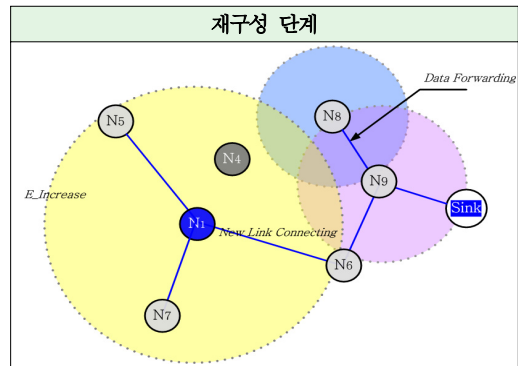 재구성 단계
Data Forwarding
N8
N5
N4
N9
E_Increase
Sink
N1
New Link Connecting
N6
N7